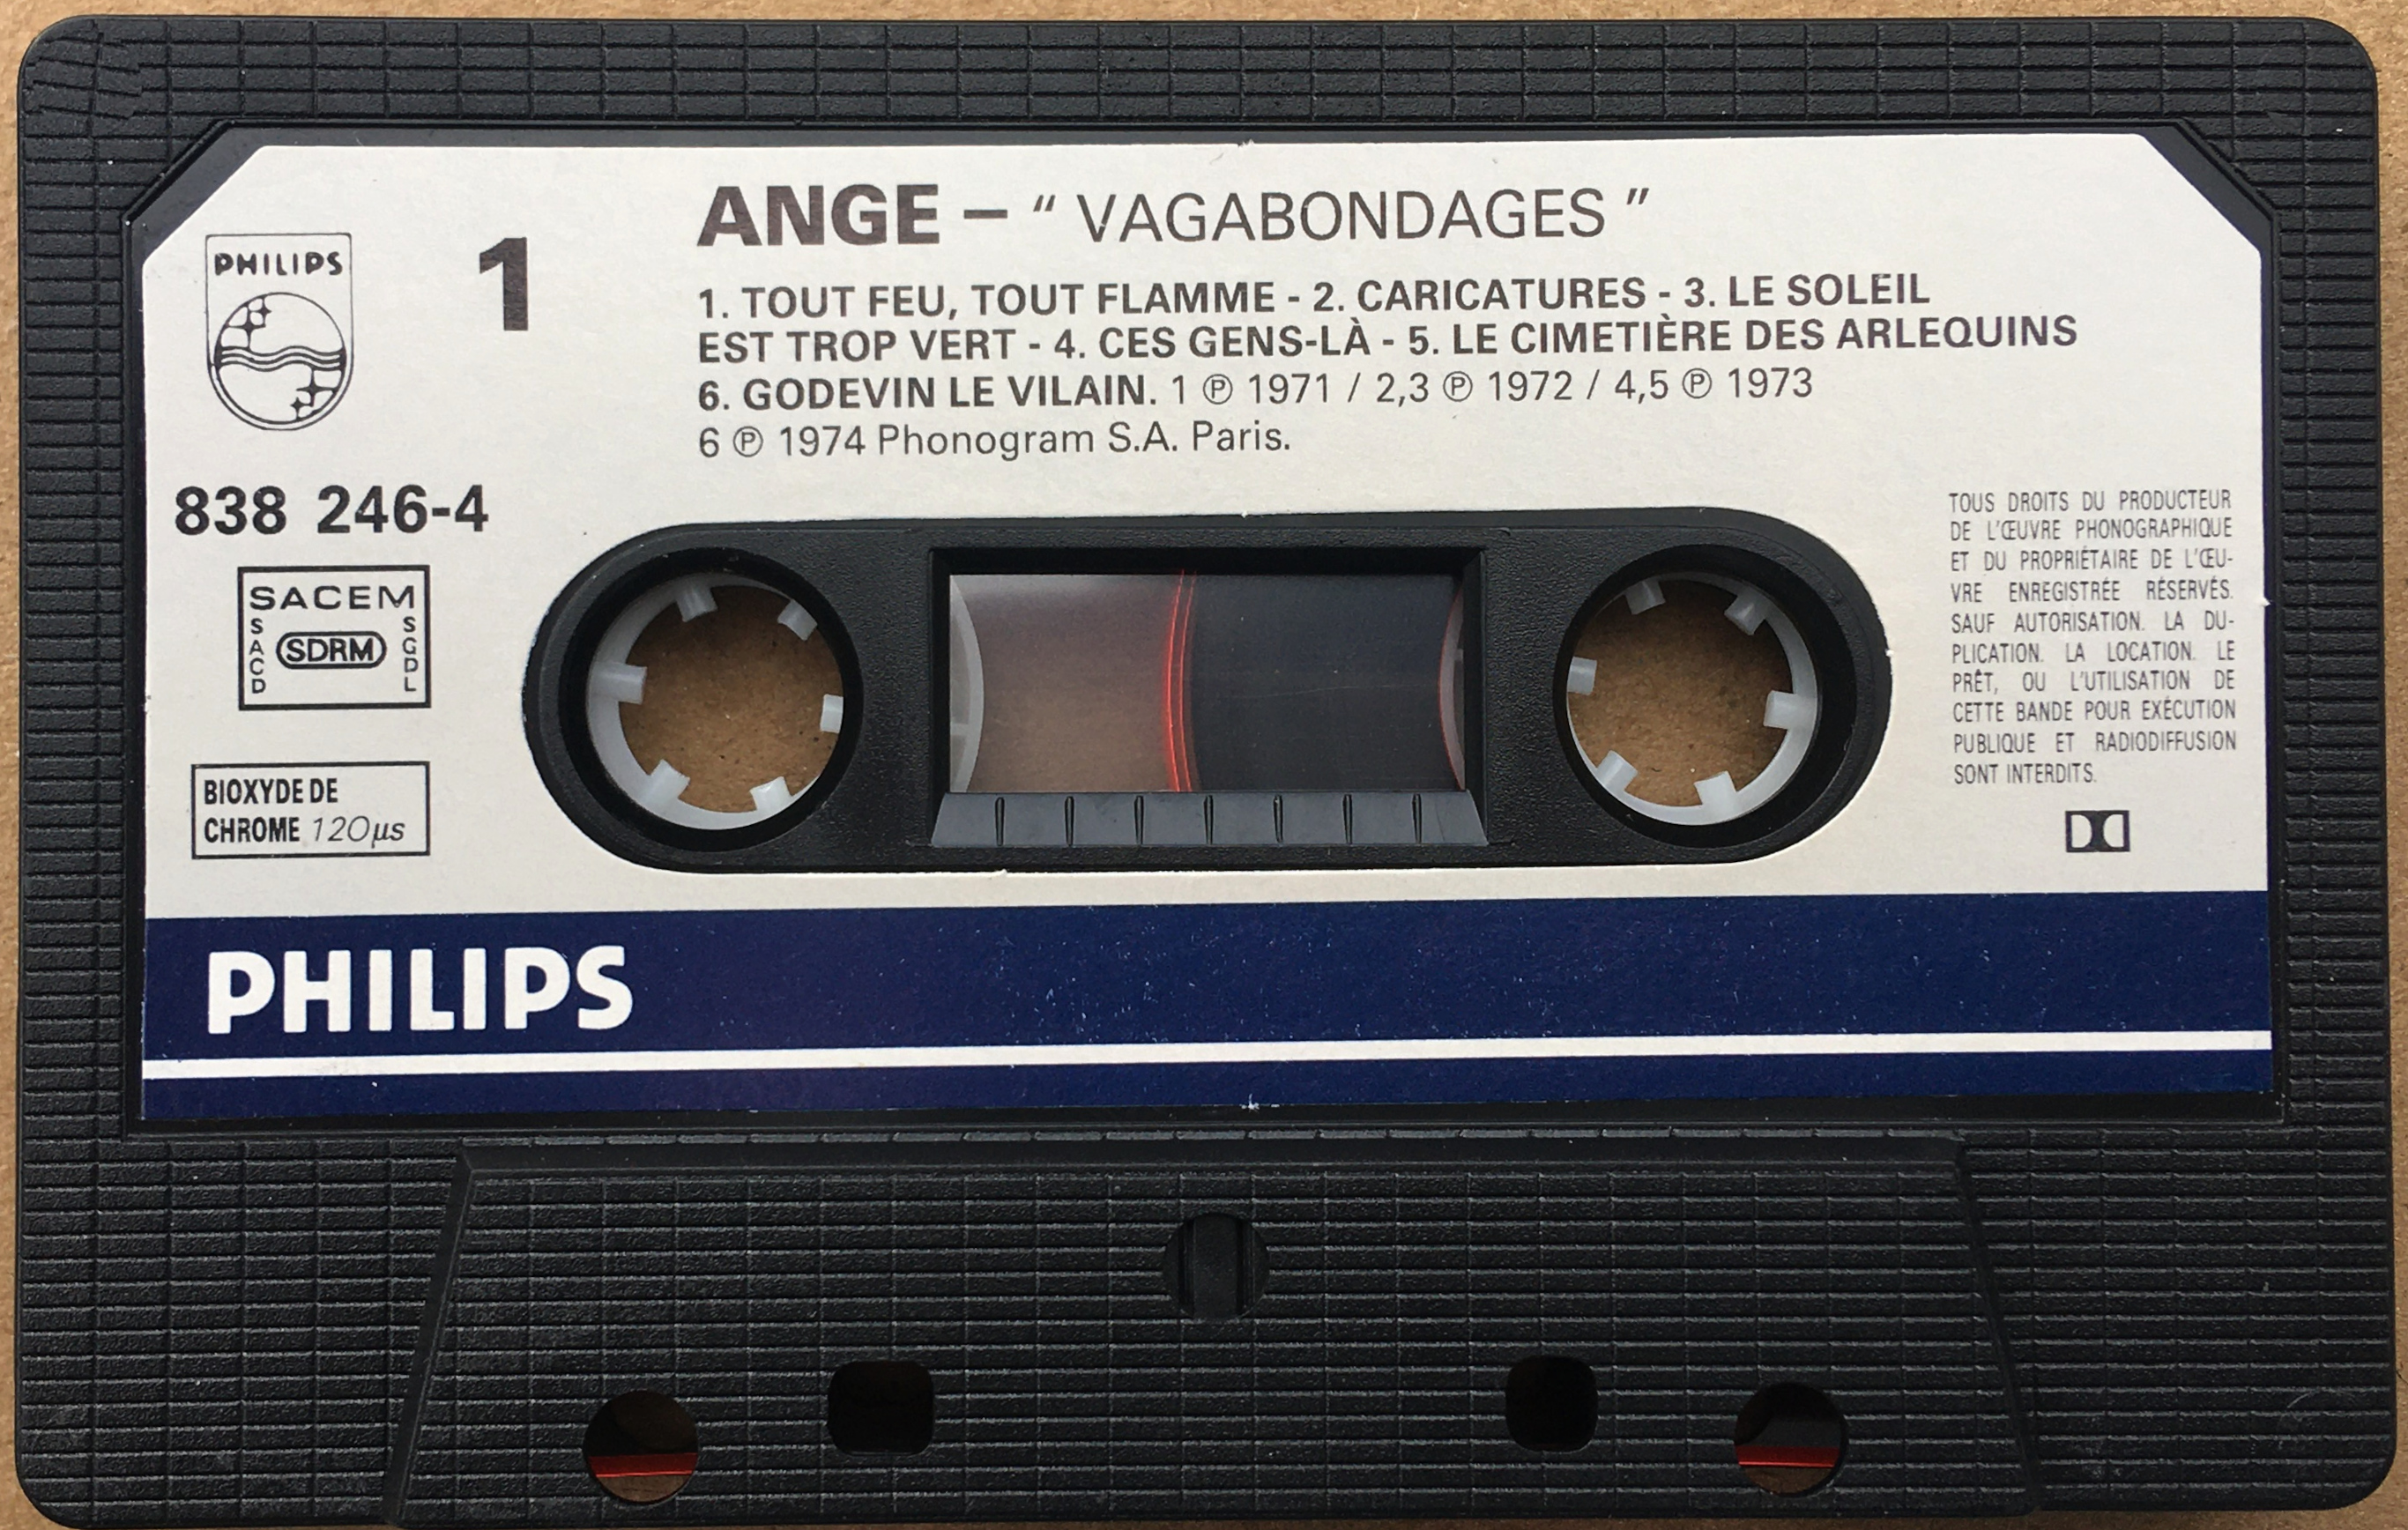 ANGE – “ VAGABONDAGES ”
PHILIPS
1
1. TOUT FEU, TOUT FLAMME - 2. CARICATURES - 3. LE SOLEIL
EST TROP VERT - 4. CES GENS-LÀ - 5. LE CIMETIÈRE DES ARLEQUINS
6. GODEVIN LE VILAIN. 1 ℗ 1971 / 2,3 ℗ 1972 / 4,5 ℗ 1973
6 ℗ 1974 Phonogram S.A. Paris.
838 246-4
SACEM
SACD
SDRM
SGDL
BIOXYDE DE
CHROME 120µs
TOUS DROITS DU PRODUCTEUR
DE L'ŒUVRE PHONOGRAPHIQUE
ET DU PROPRIÉTAIRE DE L'ŒU-
VRE ENREGISTRÉE RÉSERVÉS.
SAUF AUTORISATION. LA DU-
PLICATION. LA LOCATION. LE
PRÊT, OU L'UTILISATION DE
CETTE BANDE POUR EXÉCUTION
PUBLIQUE ET RADIODIFFUSION
SONT INTERDITS.
PHILIPS